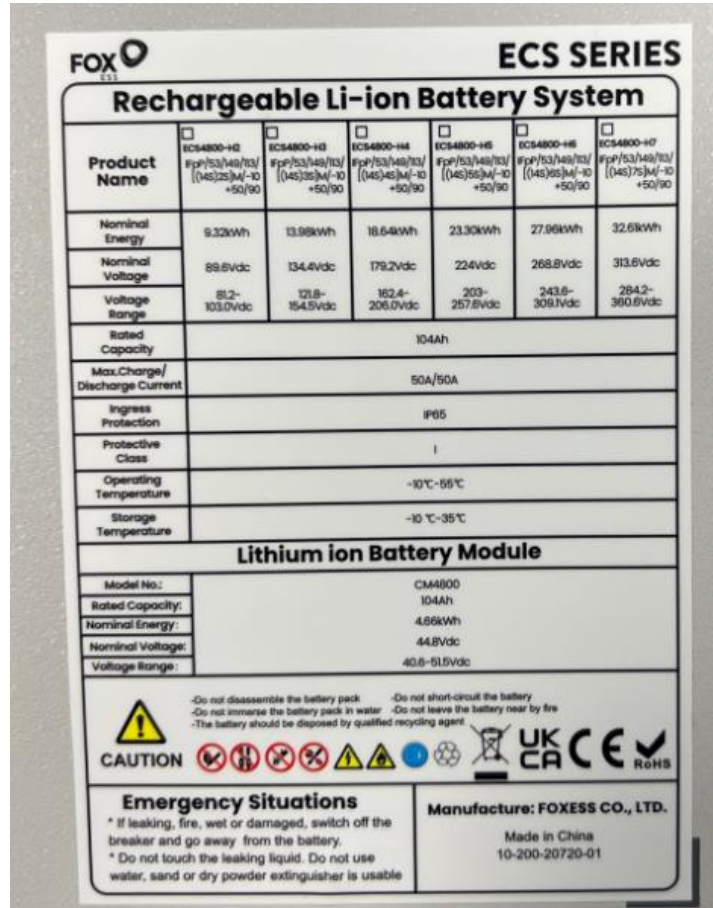 FOX
ESS
ECS SERIES
Rechargeable Li-ion Battery System
Product Name
ECS4800-H2
IFpP/53/149/113/
[(14S)2S]M/-10
+50/90
ECS4800-H3
IFpP/53/149/113/
[(14S)3S]M/-10
+50/90
ECS4800-H4
IFpP/53/149/113/
[(14S)4S]M/-10
+50/90
ECS4800-H5
IFpP/53/149/113/
[(14S)5S]M/-10
+50/90
ECS4800-H6
IFpP/53/149/113/
[(14S)6S]M/-10
+50/90
ECS4800-H7
IFpP/53/149/113/
[(14S)7S]M/-10
+50/90
Nominal Energy
9.32kWh 13.98kWh 18.64kWh 23.30kWh 27.96kWh 32.61kWh
Nominal Voltage
89.6Vdc 134.4Vdc 179.2Vdc 224Vdc 268.8Vdc 313.6Vdc
Voltage Range
81.2-103.0Vdc 121.8-154.5Vdc 162.4-206.0Vdc 203-257.6Vdc 243.6-309.1Vdc 284.2-360.6Vdc
Rated Capacity
104Ah
Max.Charge/
Discharge Current
50A/50A
Ingress Protection
IP65
Protective Class
I
Operating Temperature
-10℃-55℃
Storage Temperature
-10 ℃-35℃
Lithium ion Battery Module
Model No.: CM4800
Rated Capacity: 104Ah
Nominal Energy: 4.66kWh
Nominal Voltage: 44.8Vdc
Voltage Range: 40.6-51.5Vdc
-Do not disassemble the battery pack -Do not short-circuit the battery
-Do not immerse the battery pack in water -Do not leave the battery near by fire
-The battery should be disposed by qualified recycling agent
CAUTION
UK
CA
CE
RoHS
Emergency Situations
* If leaking, fire, wet or damaged, switch off the
breaker and go away from the battery.
* Do not touch the leaking liquid. Do not use
water, sand or dry powder extinguisher is usable
Manufacture: FOXESS CO., LTD.
Made in China
10-200-20720-01